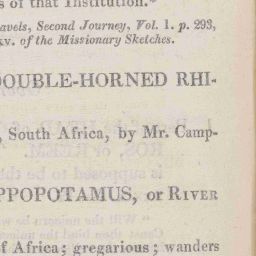 s of that Institution.*
avels, Second Journey, Vol. 1. p. 293,
xv. of the Missionary Sketches.
DOUBLE-HORNED RHI-
, South Africa, by Mr. Camp-
PPOPOTAMUS, or River
of Africa; gregarious; wanders